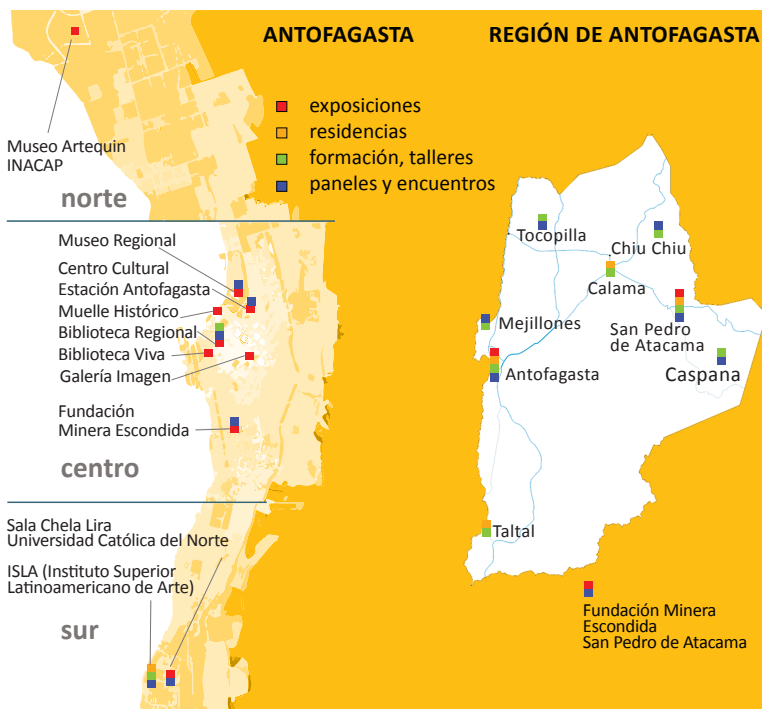 ANTOFAGASTA
REGIÓN DE ANTOFAGASTA
exposiciones
residencias
formación, talleres
paneles y encuentros
Museo Artequin
INACAP
norte
Museo Regional
Centro Cultural
Estación Antofagasta
Muelle Histórico
Biblioteca Regional
Biblioteca Viva
Galería Imagen
Fundación
Minera Escondida
centro
Sala Chela Lira
Universidad Católica del Norte
ISLA (Instituto Superior
Latinoamericano de Arte)
sur
Tocopilla
Chiu Chiu
Calama
Mejillones
San Pedro
de Atacama
Antofagasta
Caspana
Taltal
Fundación Minera
Escondida
San Pedro de Atacama